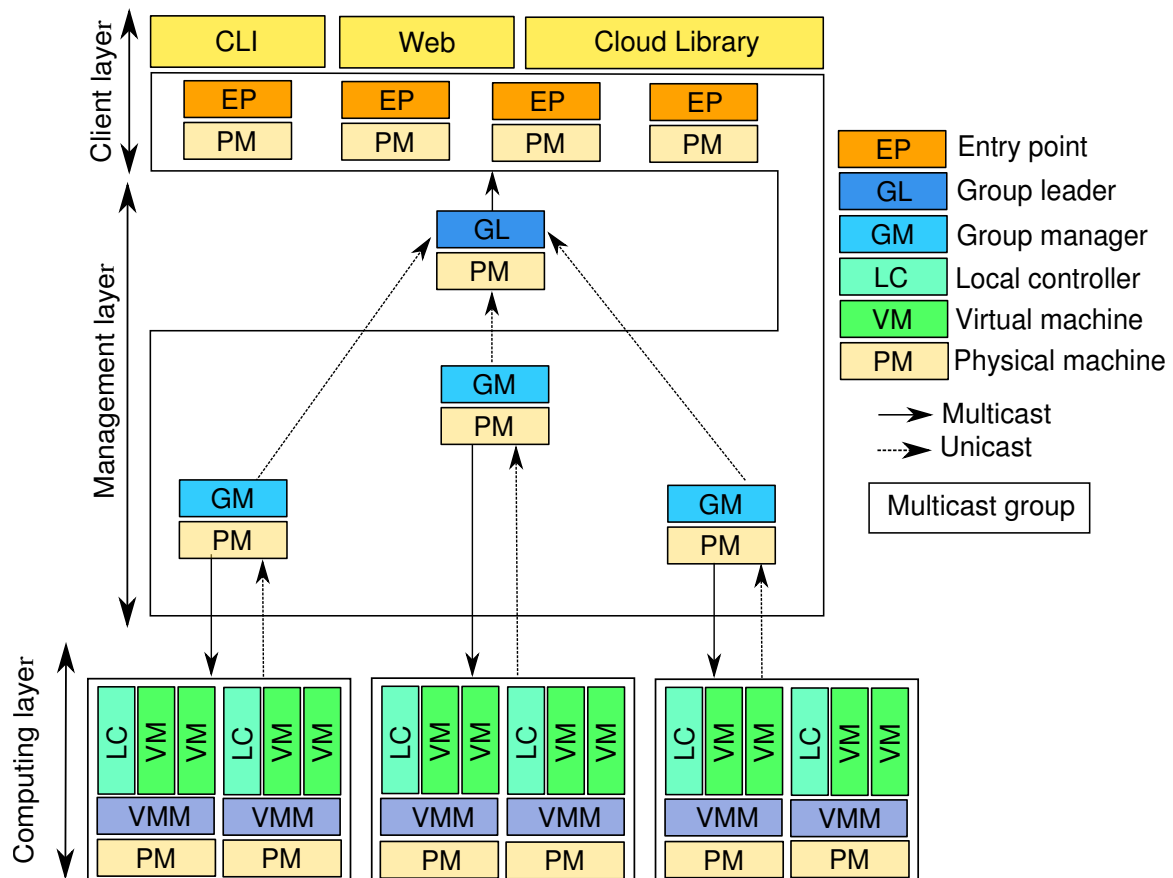 Client layer
CLI
Web
Cloud Library
EP
EP
EP
EP
PM
PM
PM
PM
Management layer
GL
PM
GM
PM
GM
PM
GM
PM
EP Entry point
GL Group leader
GM Group manager
LC Local controller
VM Virtual machine
PM Physical machine
Multicast
Unicast
Multicast group
Computing layer
LC
VM
VM
LC
VM
VM
LC
VM
VM
LC
VM
VM
LC
VM
VM
LC
VM
VM
VMM
VMM
VMM
VMM
VMM
VMM
PM
PM
PM
PM
PM
PM